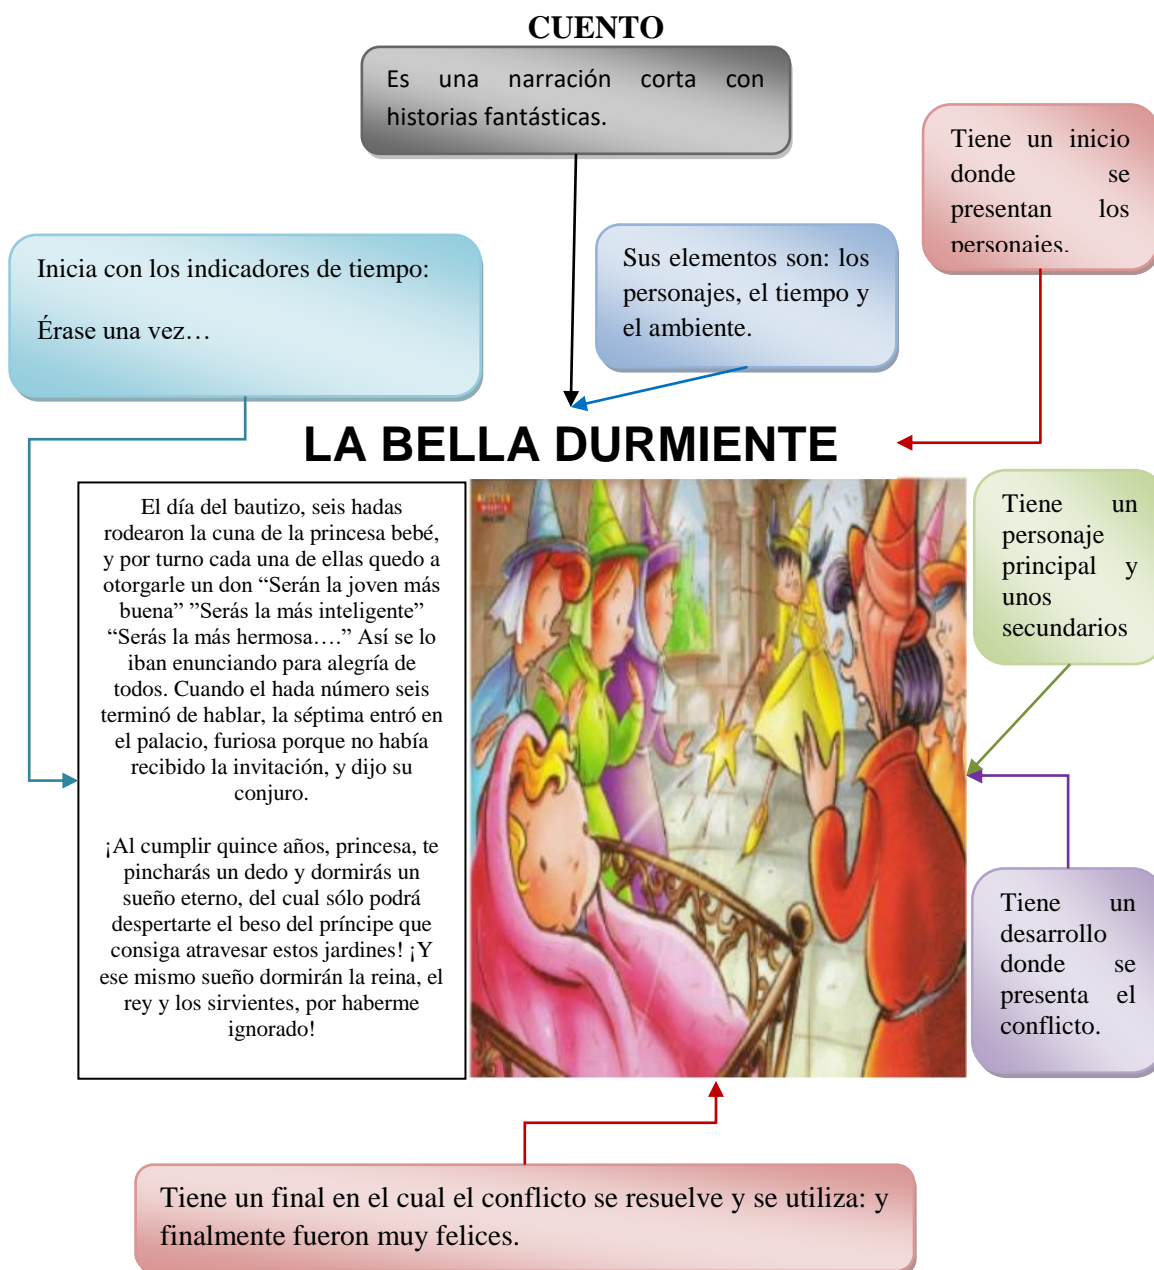 CUENTO
Es una narración corta con
historias fantásticas.
Tiene un inicio
donde se
presentan los
personajes.
Inicia con los indicadores de tiempo:
Érase una vez…
Sus elementos son: los
personajes, el tiempo y
el ambiente.
LA BELLA DURMIENTE
El día del bautizo, seis hadas
rodearon la cuna de la princesa bebé,
y por turno cada una de ellas quedo a
otorgarle un don “Serán la joven más
buena” ”Serás la más inteligente”
“Serás la más hermosa….” Así se lo
iban enunciando para alegría de
todos. Cuando el hada número seis
terminó de hablar, la séptima entró en
el palacio, furiosa porque no había
recibido la invitación, y dijo su
conjuro.
¡Al cumplir quince años, princesa, te
pincharás un dedo y dormirás un
sueño eterno, del cual sólo podrá
despertarte el beso del príncipe que
consiga atravesar estos jardines! ¡Y
ese mismo sueño dormirán la reina, el
rey y los sirvientes, por haberme
ignorado!
Tiene un
personaje
principal y
unos
secundarios
Tiene un
desarrollo
donde se
presenta el
conflicto.
Tiene un final en el cual el conflicto se resuelve y se utiliza: y
finalmente fueron muy felices.